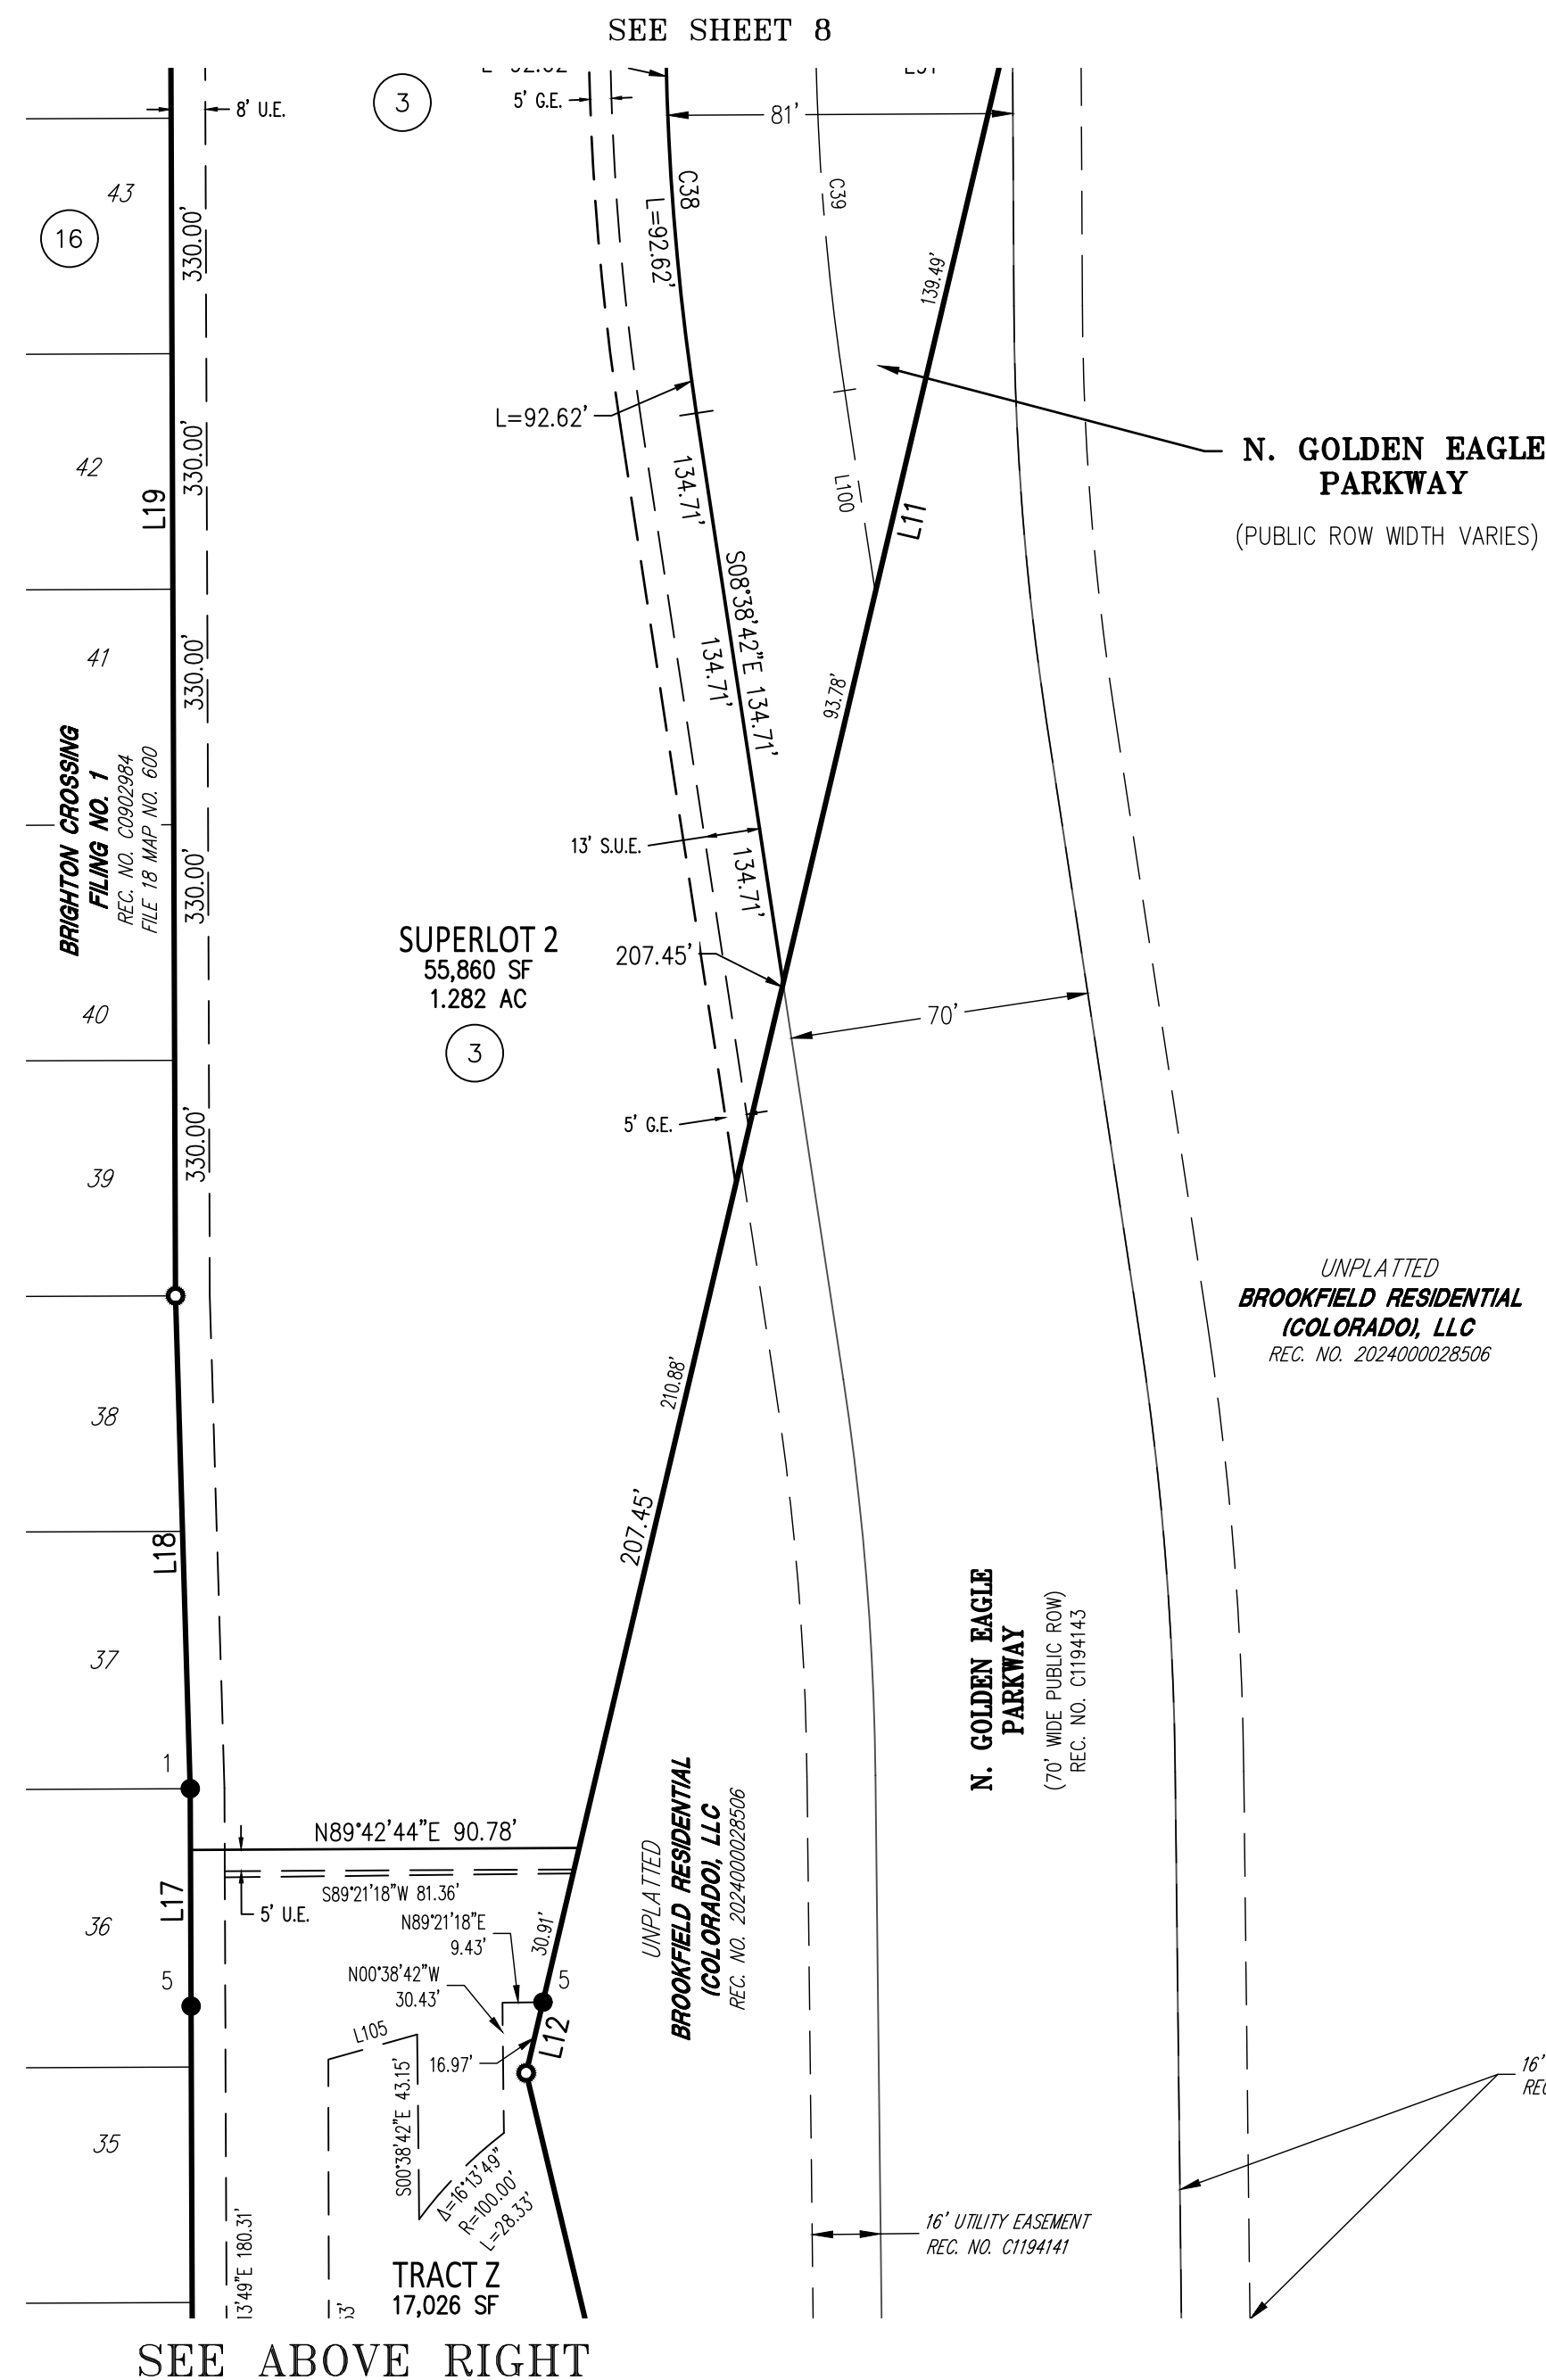 SEE SHEET 8
5' G.E.
8' U.E.
3
81'
43
16
330.00'
C38
L=92.62'
C39
139.49'
L=92.62'
N. GOLDEN EAGLE
PARKWAY
(PUBLIC ROW WIDTH VARIES)
42
L19
330.00'
134.71'
L100
L11
S08°38'42"E 134.71'
41
330.00'
134.71'
93.78'
BRIGHTON CROSSING
FILING NO. 1
REC. NO. C0902984
FILE 18 MAP NO. 600
330.00'
13' S.U.E.
134.71'
SUPERLOT 2
55,860 SF
1.282 AC
3
207.45'
40
70'
330.00'
5' G.E.
39
UNPLATTED
BROOKFIELD RESIDENTIAL
(COLORADO), LLC
REC. NO. 2024000028506
210.88'
38
L18
207.45'
37
N. GOLDEN EAGLE
PARKWAY
(70' WIDE PUBLIC ROW)
REC. NO. C1194143
1
N89°42'44"E 90.78'
UNPLATTED
BROOKFIELD RESIDENTIAL
(COLORADO), LLC
REC. NO. 2024000028506
S89°21'18"W 81.36'
L17
36
5' U.E.
N89°21'18"E
9.43'
30.91'
5
N00°38'42"W
30.43'
5
L105
L12
16.97'
S00°38'42"E 43.15'
35
Δ=16°13'49"
R=100.00'
L=28.33'
16'
16' UTILITY EASEMENT
REC. NO. C1194141
13'49"E 180.31'
TRACT Z
17,026 SF
SEE ABOVE RIGHT